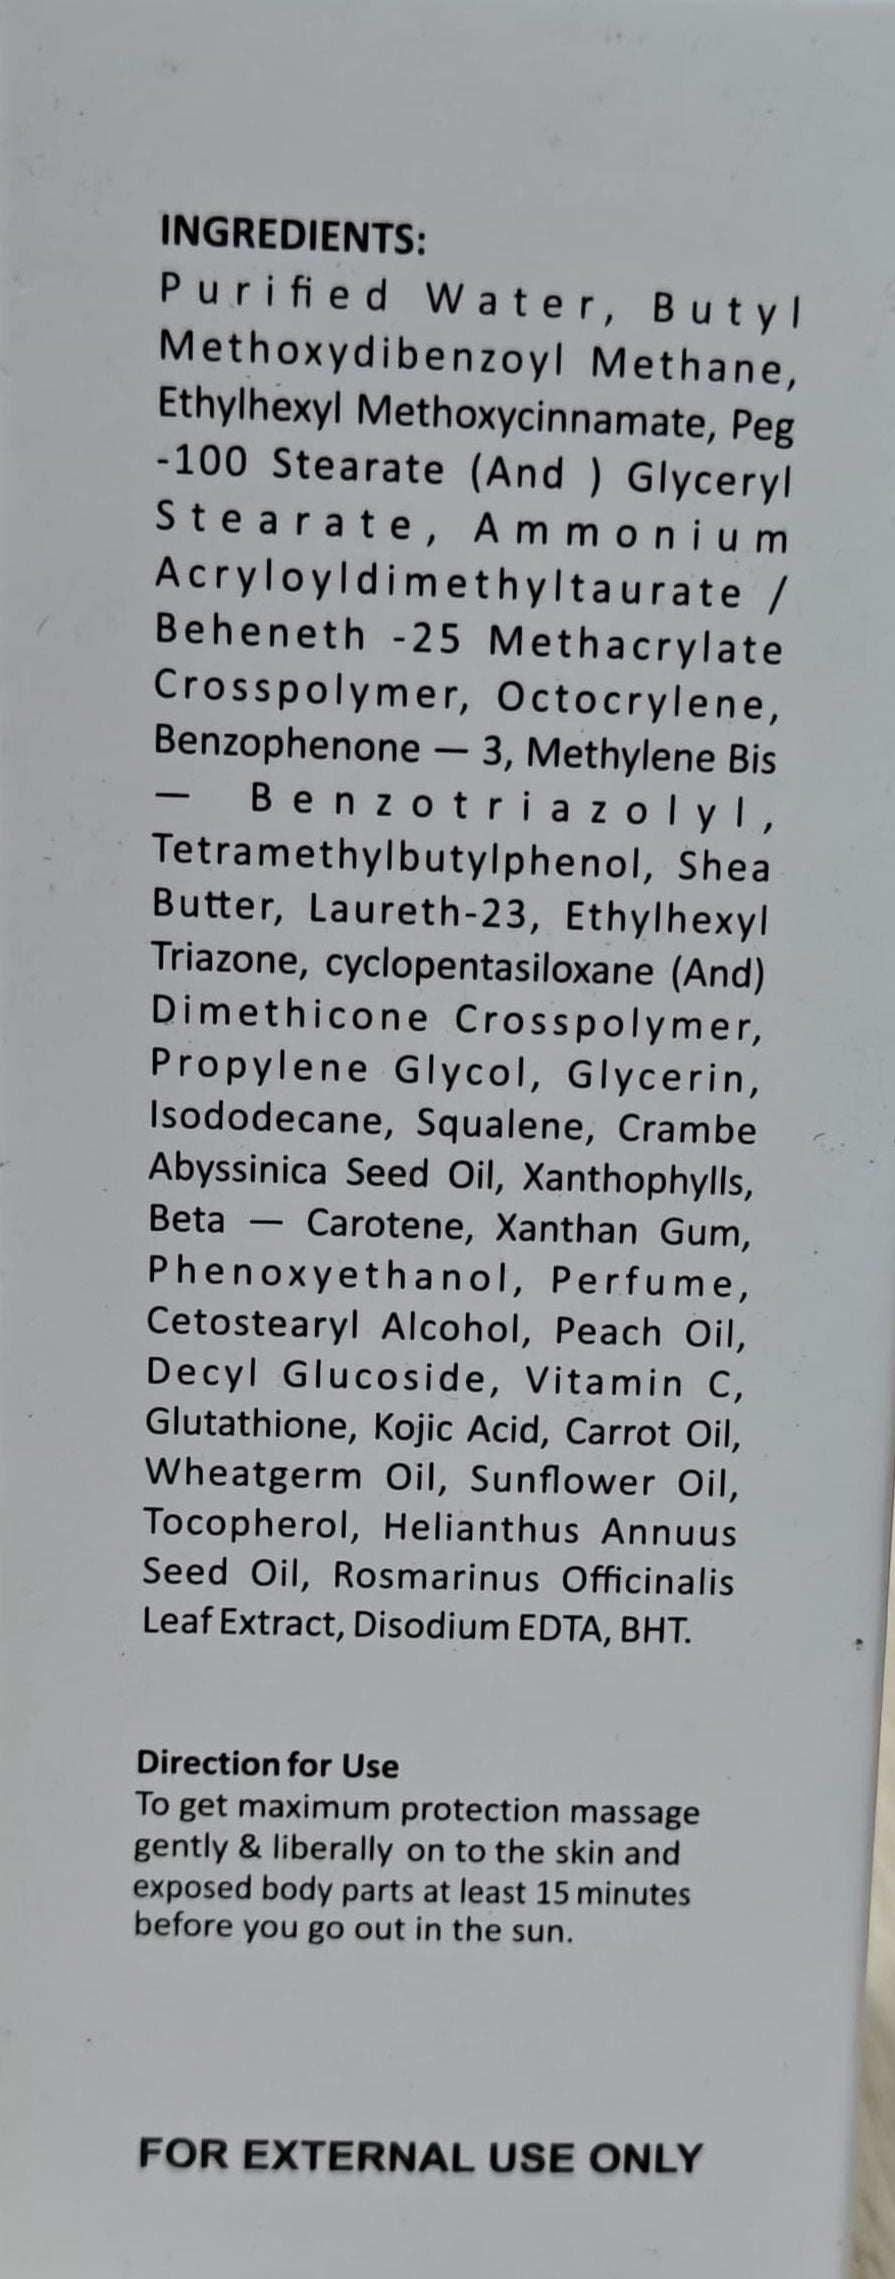 INGREDIENTS:
Purified Water, Butyl
Methoxydibenzoyl Methane,
Ethylhexyl Methoxycinnamate, Peg
-100 Stearate (And ) Glyceryl
Stearate, Ammonium
Acryloyldimethyltaurate /
Beheneth -25 Methacrylate
Crosspolymer, Octocrylene,
Benzophenone — 3, Methylene Bis
— Benzotriazolyl,
Tetramethylbutylphenol, Shea
Butter, Laureth-23, Ethylhexyl
Triazone, cyclopentasiloxane (And)
Dimethicone Crosspolymer,
Propylene Glycol, Glycerin,
Isododecane, Squalene, Crambe
Abyssinica Seed Oil, Xanthophylls,
Beta — Carotene, Xanthan Gum,
Phenoxyethanol, Perfume,
Cetostearyl Alcohol, Peach Oil,
Decyl Glucoside, Vitamin C,
Glutathione, Kojic Acid, Carrot Oil,
Wheatgerm Oil, Sunflower Oil,
Tocopherol, Helianthus Annuus
Seed Oil, Rosmarinus Officinalis
Leaf Extract, Disodium EDTA, BHT.
Direction for Use
To get maximum protection massage
gently & liberally on to the skin and
exposed body parts at least 15 minutes
before you go out in the sun.
FOR EXTERNAL USE ONLY